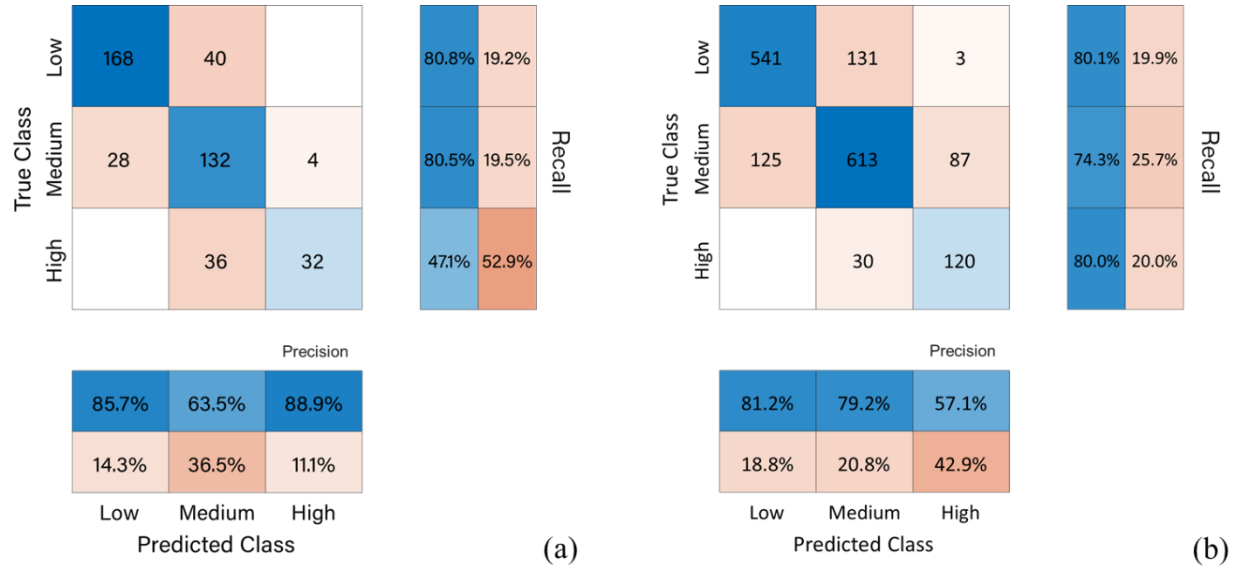 Low 168 40 80.8% 19.2%
True Class Medium 28 132 4 80.5% 19.5% Recall
High 36 32 47.1% 52.9%
Precision
85.7% 63.5% 88.9%
14.3% 36.5% 11.1%
Low Medium High
Predicted Class
(a)
Low 541 131 3 80.1% 19.9%
True Class Medium 125 613 87 74.3% 25.7% Recall
High 30 120 80.0% 20.0%
Precision
81.2% 79.2% 57.1%
18.8% 20.8% 42.9%
Low Medium High
Predicted Class
(b)